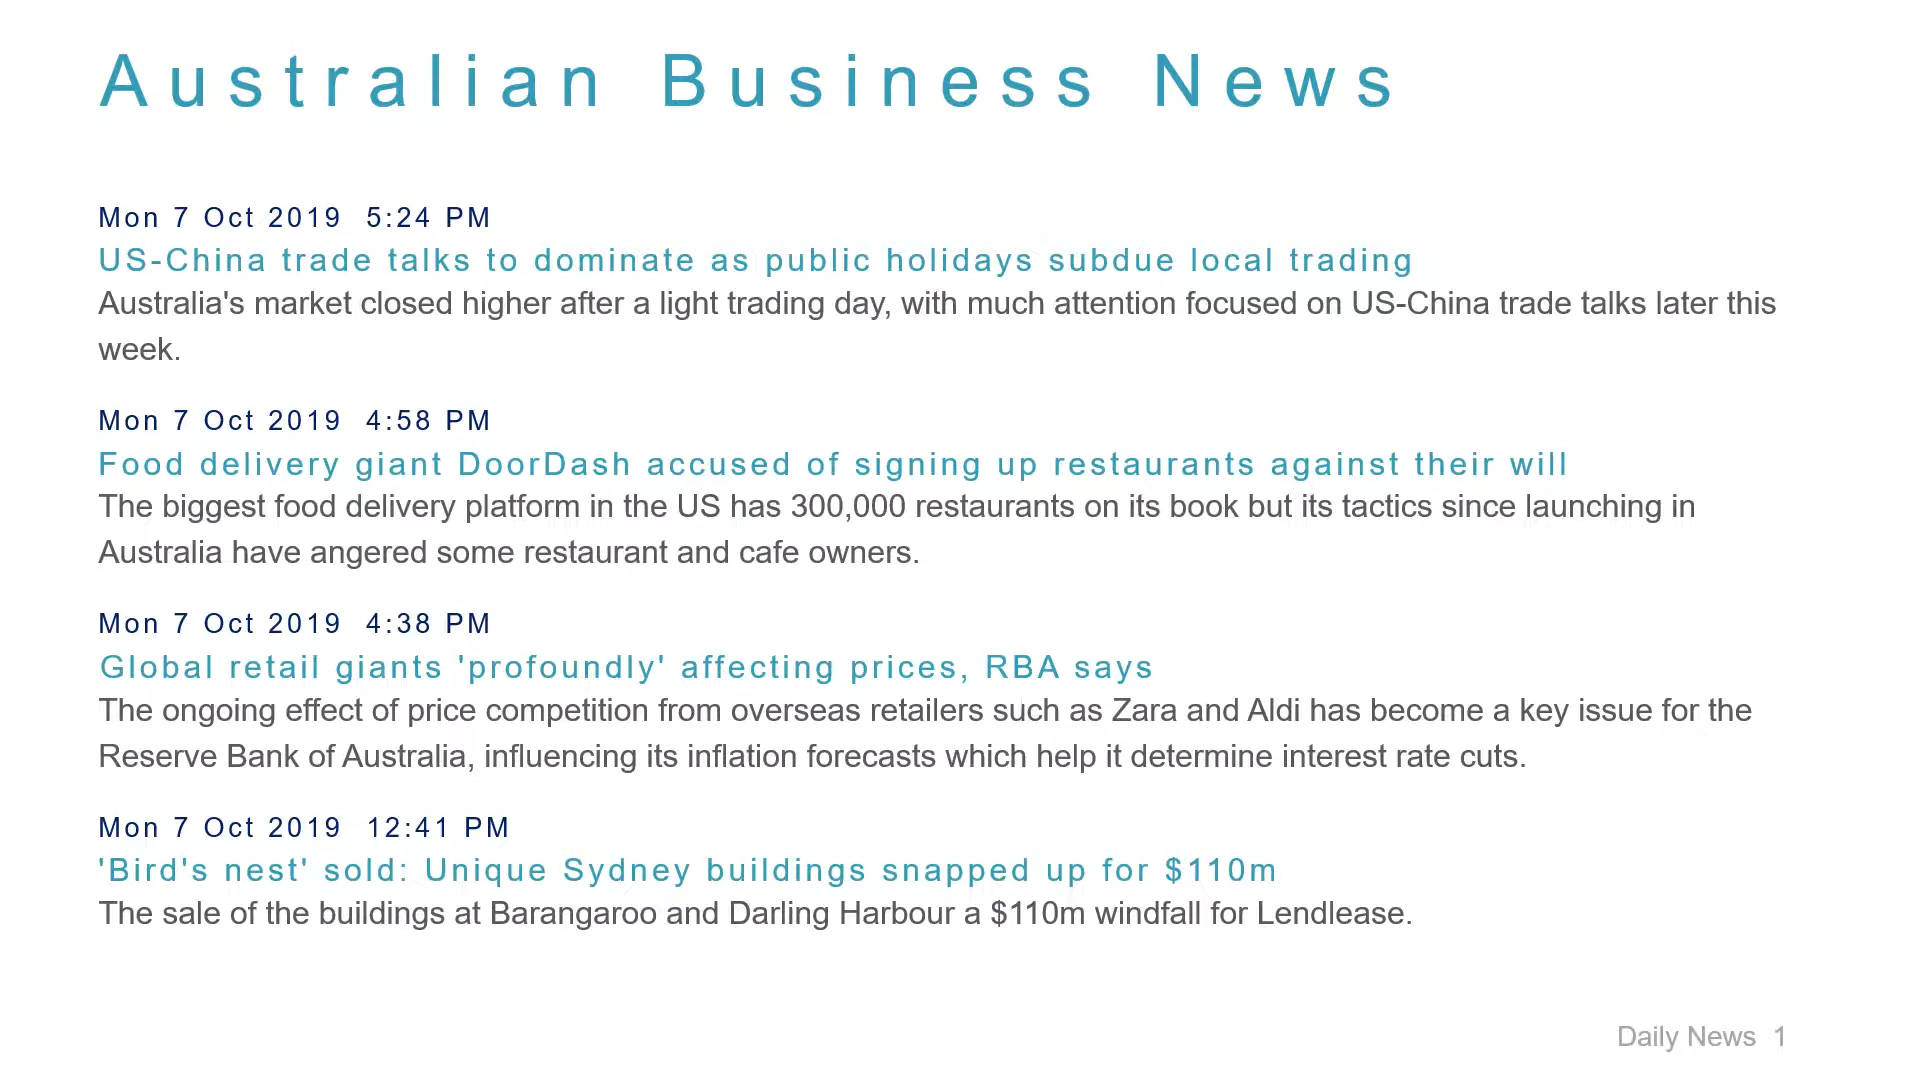 Australian Business News
Mon 7 Oct 2019 5:24 PM
US-China trade talks to dominate as public holidays subdue local trading
Australia's market closed higher after a light trading day, with much attention focused on US-China trade talks later this
week.
Mon 7 Oct 2019 4:58 PM
Food delivery giant DoorDash accused of signing up restaurants against their will
The biggest food delivery platform in the US has 300,000 restaurants on its book but its tactics since launching in
Australia have angered some restaurant and cafe owners.
Mon 7 Oct 2019 4:38 PM
Global retail giants 'profoundly' affecting prices, RBA says
The ongoing effect of price competition from overseas retailers such as Zara and Aldi has become a key issue for the
Reserve Bank of Australia, influencing its inflation forecasts which help it determine interest rate cuts.
Mon 7 Oct 2019 12:41 PM
'Bird's nest' sold: Unique Sydney buildings snapped up for $110m
The sale of the buildings at Barangaroo and Darling Harbour a $110m windfall for Lendlease.
Daily News 1